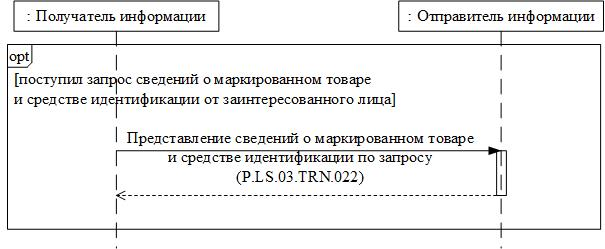 : Получатель информации
: Отправитель информации
opt
[поступил запрос сведений о маркированном товаре
и средстве идентификации от заинтересованного лица]
Представление сведений о маркированном товаре
и средстве идентификации по запросу
(P.LS.03.TRN.022)